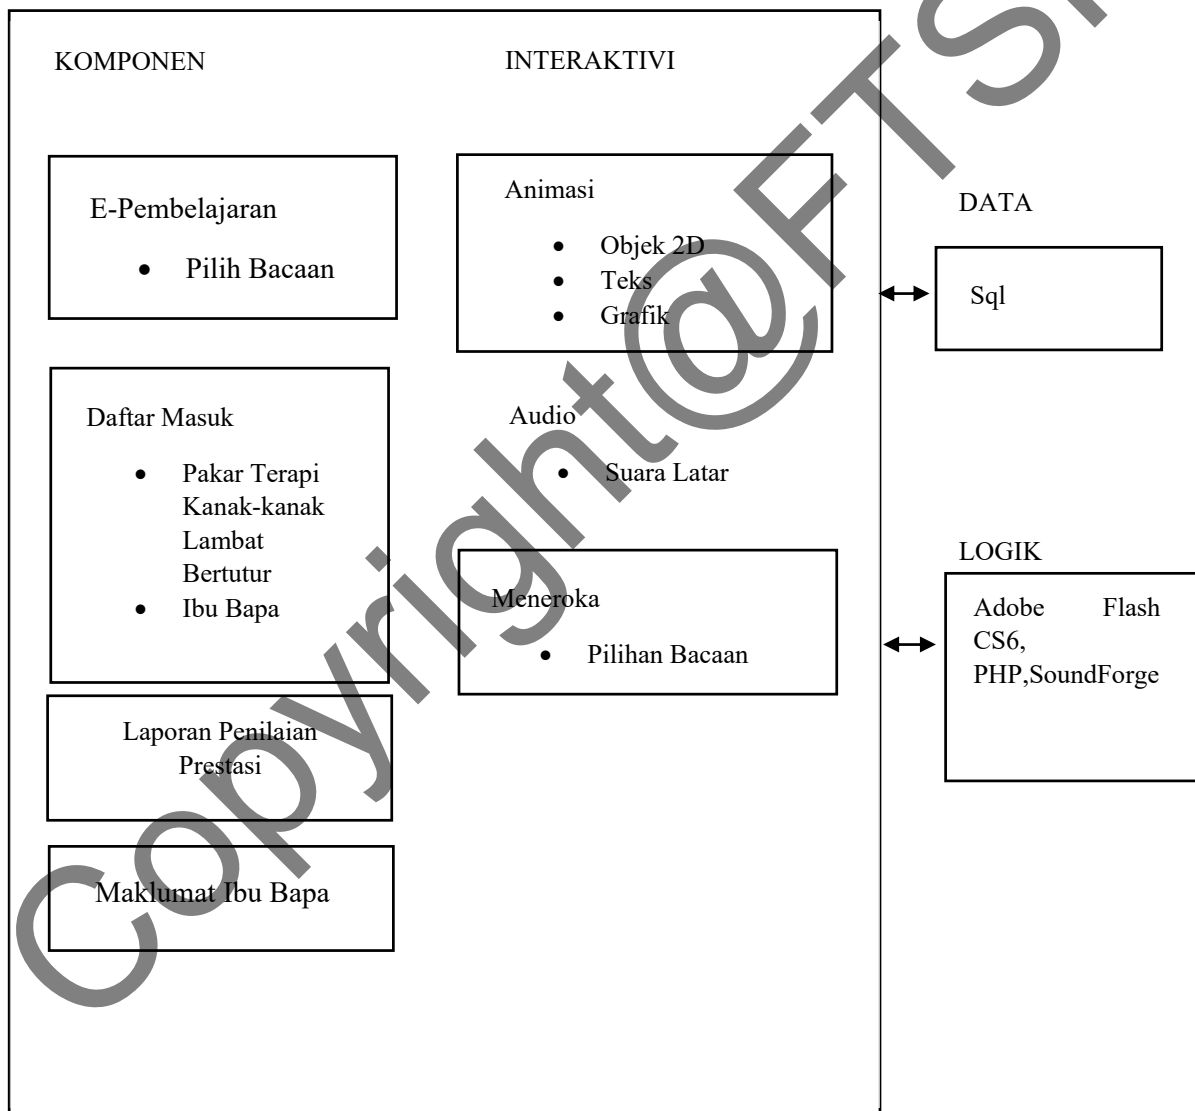 KOMPONEN
E-Pembelajaran
• Pilih Bacaan
Daftar Masuk
• Pakar Terapi
Kanak-kanak
Lambat
Bertutur
• Ibu Bapa
Laporan Penilaian
Prestasi
Maklumat Ibu Bapa
INTERAKTIVI
Animasi
• Objek 2D
• Teks
• Grafik
Audio
• Suara Latar
Meneroka
• Pilihan Bacaan
DATA
Sql
LOGIK
Adobe Flash
CS6,
PHP,SoundForge
Copyright@FTS